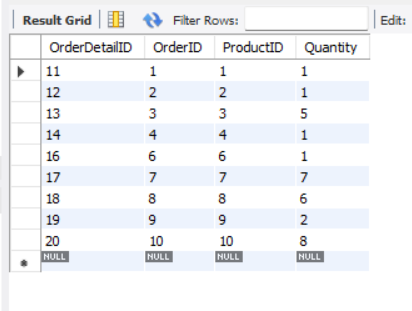 Result Grid Filter Rows: Edit:
OrderDetailID OrderID ProductID Quantity
11 1 1 1
12 2 2 1
13 3 3 5
14 4 4 1
16 6 6 1
17 7 7 7
18 8 8 6
19 9 9 2
20 10 10 8
NULL NULL NULL NULL